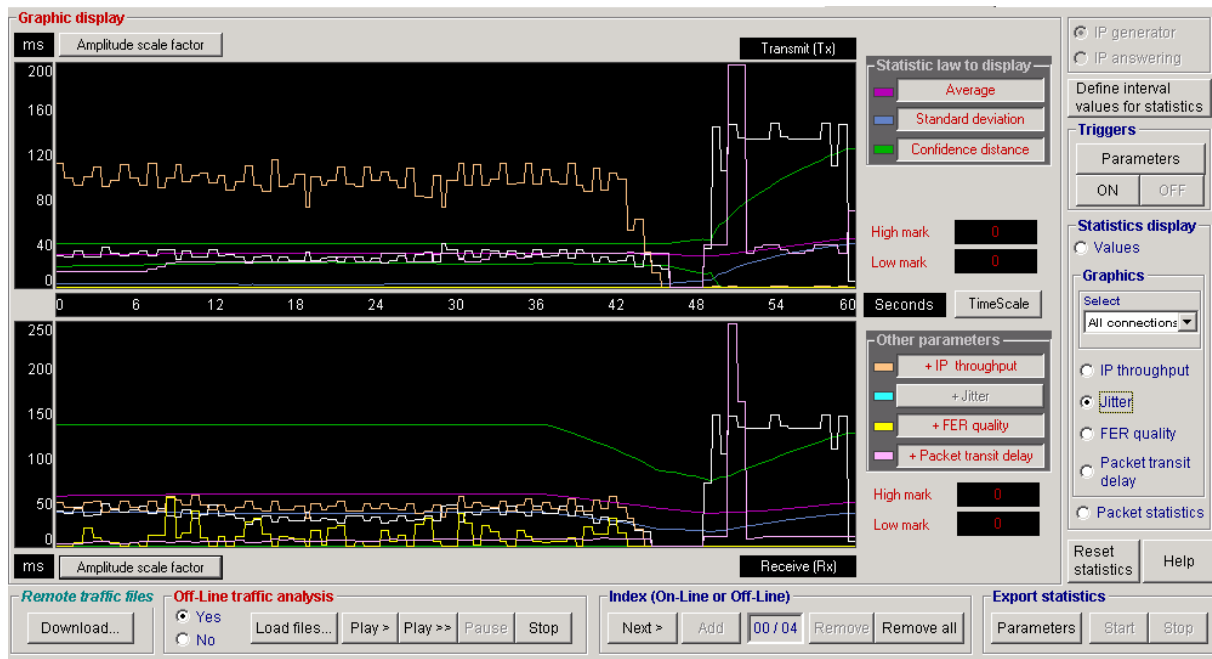 Graphic display
ms
Amplitude scale factor
Transmit (Tx)
200
160
120
80
40
0
Statistic law to display
Average
Standard deviation
Confidence distance
High mark
0
Low mark
0
0 6 12 18 24 30 36 42 48 54 60
Seconds
TimeScale
250
200
150
100
50
0
Other parameters
+ IP throughput
+ Jitter
+ FER quality
+ Packet transit delay
High mark
0
Low mark
0
ms
Amplitude scale factor
Receive (Rx)
IP generator
IP answering
Define interval
values for statistics
Triggers
Parameters
ON
OFF
Statistics display
Values
Graphics
Select
All connections
IP throughput
Jitter
FER quality
Packet transit
delay
Packet statistics
Reset
statistics
Help
Remote traffic files
Download...
Off-Line traffic analysis
Yes
No
Load files...
Play >
Play >>
Pause
Stop
Index (On-Line or Off-Line)
Next >
Add
00 / 04
Remove
Remove all
Export statistics
Parameters
Start
Stop